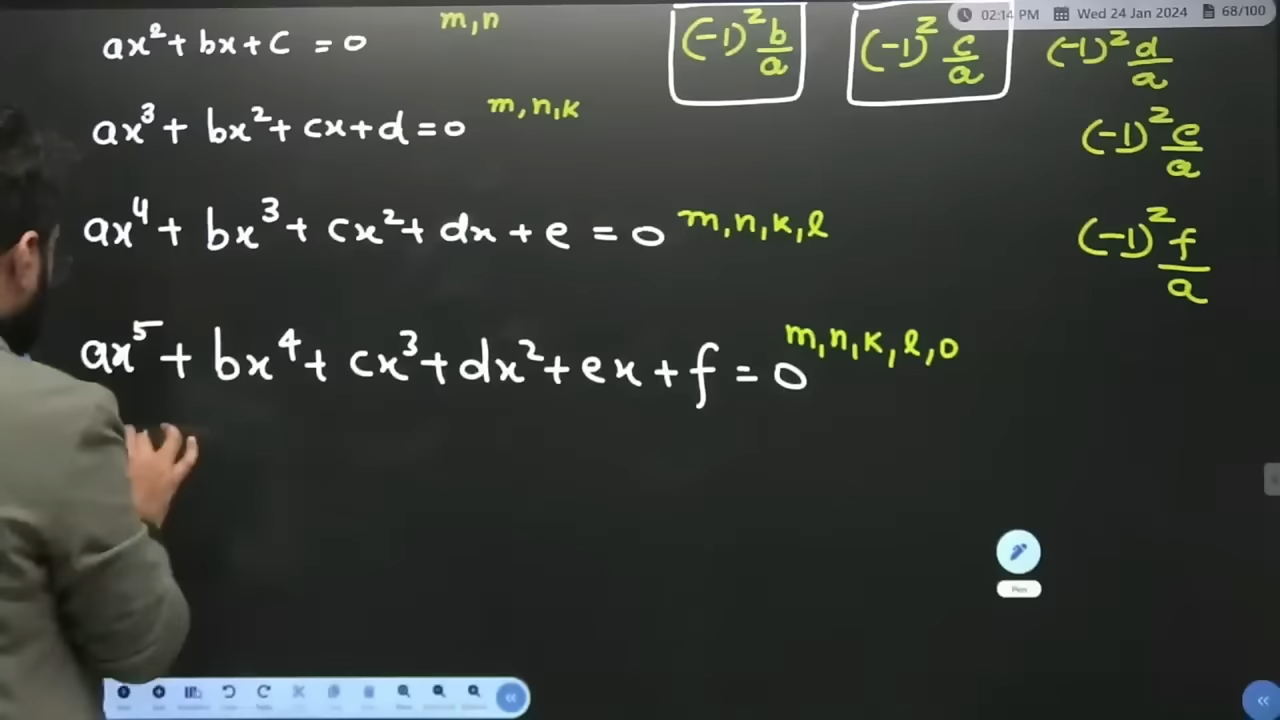 02:14 PM Wed 24 Jan 2024 68/100
ax²+bx+c = 0 m,n (-1)² b/a (-1)² c/a (-1)² d/a
ax³+ bx²+ cx+d=0 m,n,k (-1)² e/a
ax⁴+ bx³+ cx²+ dx+e = 0 m,n,k,l (-1)² f/a
ax⁵+ bx⁴+ cx³+dx²+ex+f = 0 m,n,k,l,o
Pen